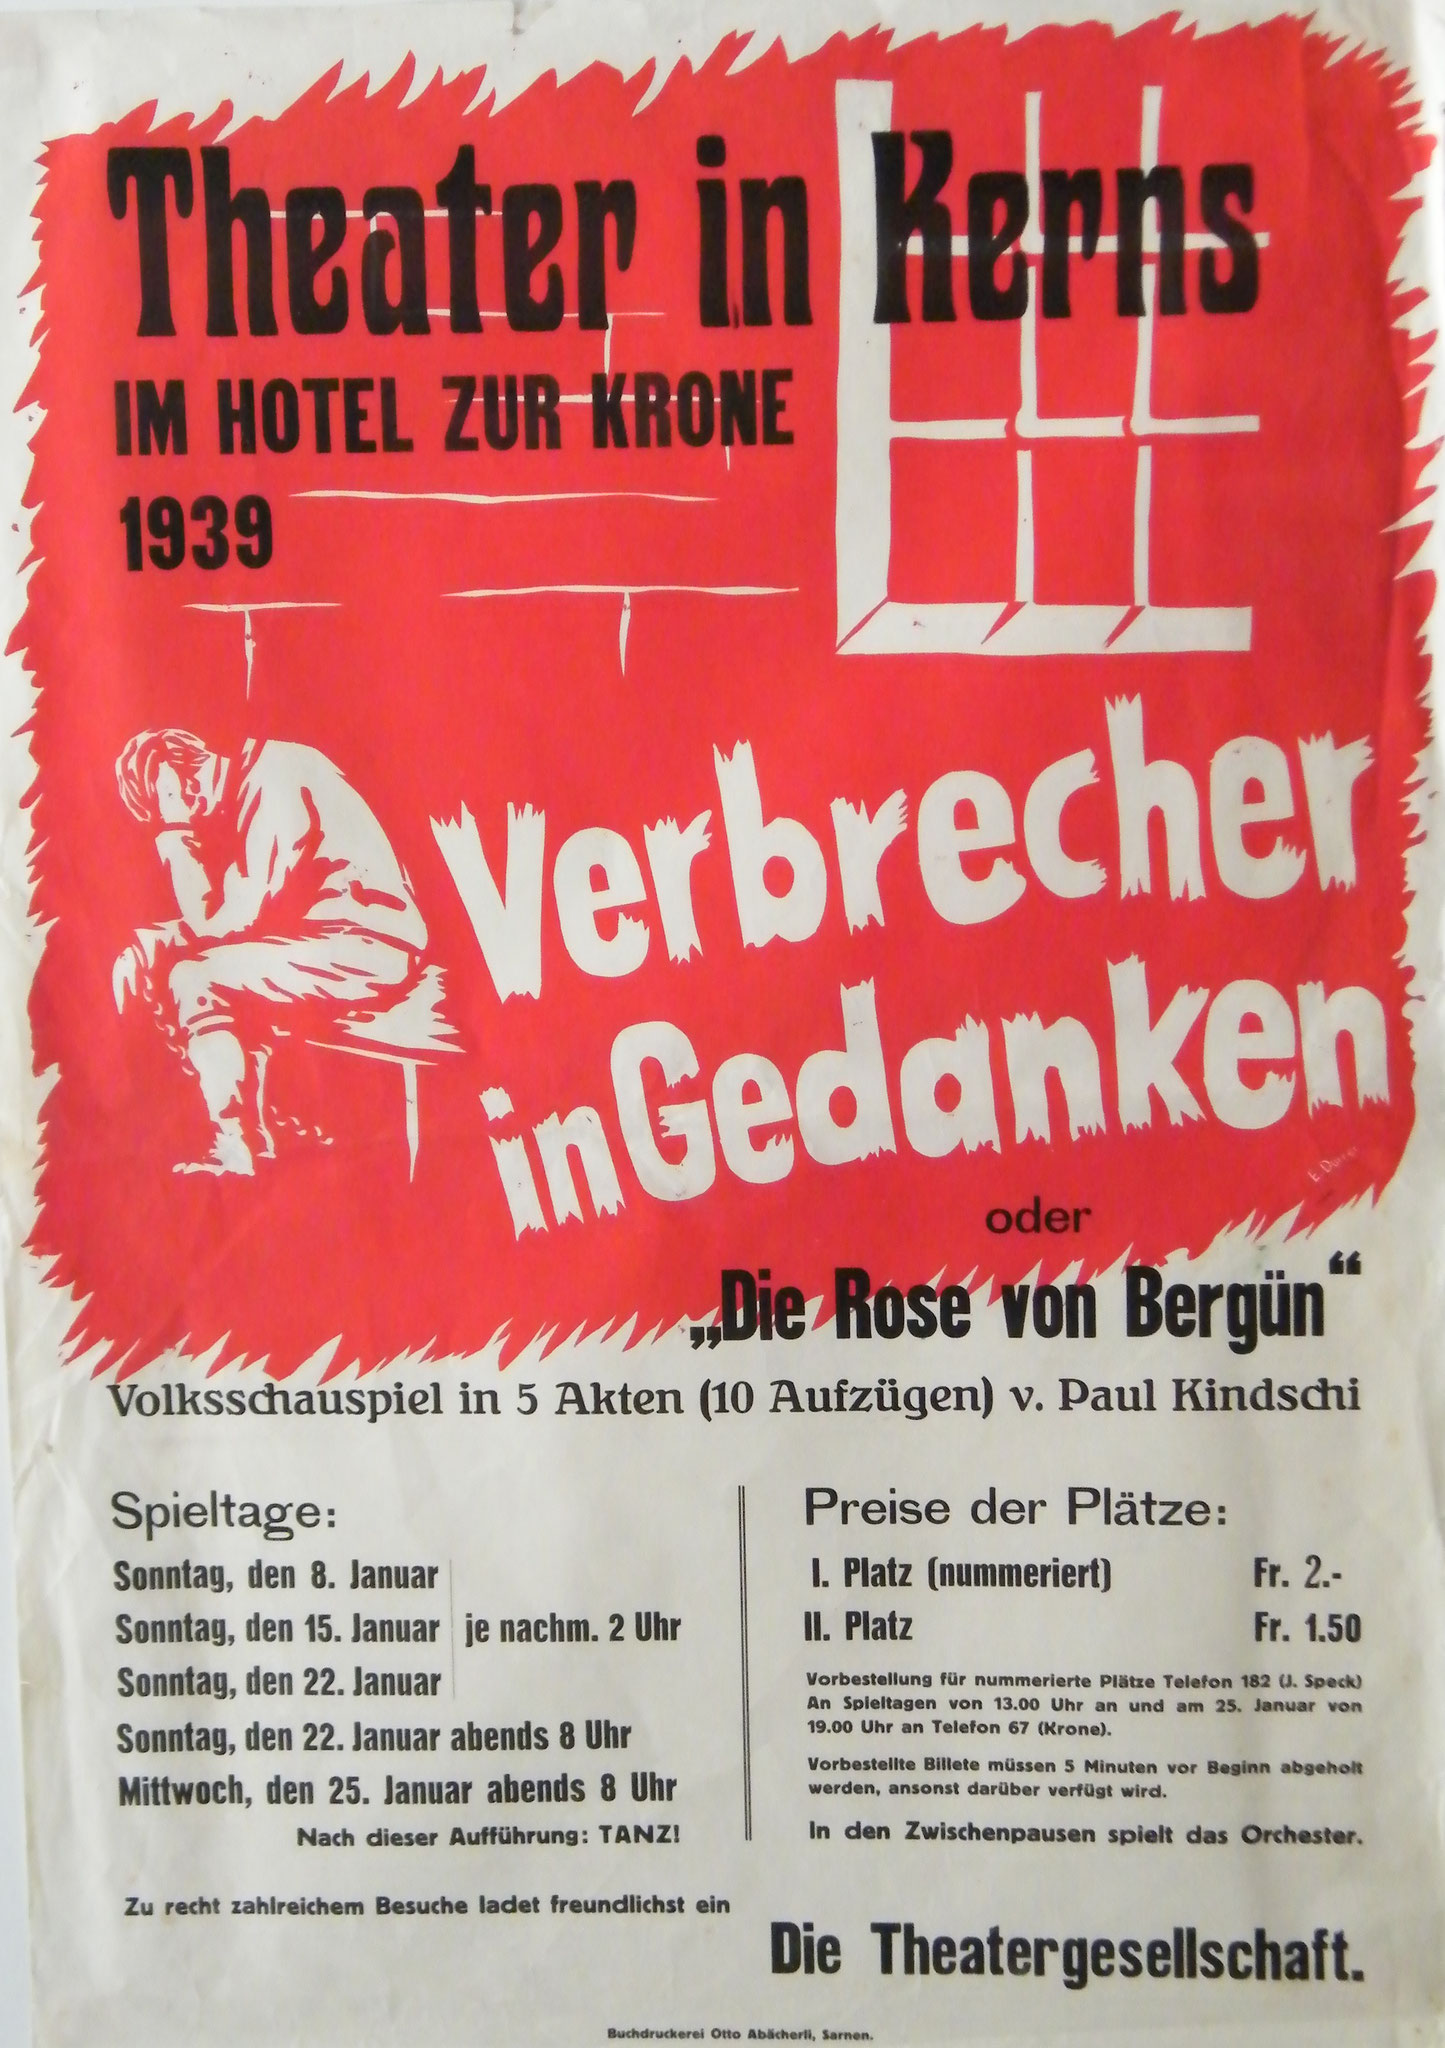 Theater in Kerns
IM HOTEL ZUR KRONE
1939
Verbrecher
in Gedanken
oder
„Die Rose von Bergün“
Volksschauspiel in 5 Akten (10 Aufzügen) v. Paul Kindschi
Spieltage:
Sonntag, den 8. Januar
Sonntag, den 15. Januar je nachm. 2 Uhr
Sonntag, den 22. Januar
Sonntag, den 22. Januar abends 8 Uhr
Mittwoch, den 25. Januar abends 8 Uhr
Nach dieser Aufführung: TANZ!
Preise der Plätze:
I. Platz (nummeriert) Fr. 2.-
II. Platz Fr. 1.50
Vorbestellung für nummerierte Plätze Telefon 182 (J. Speck)
An Spieltagen von 13.00 Uhr an und am 25. Januar von
19.00 Uhr an Telefon 67 (Krone).
Vorbestellte Billete müssen 5 Minuten vor Beginn abgeholt
werden, ansonst darüber verfügt wird.
In den Zwischenpausen spielt das Orchester.
Zu recht zahlreichem Besuche ladet freundlichst ein
Die Theatergesellschaft.
Buchdruckerei Otto Abächerli, Sarnen.